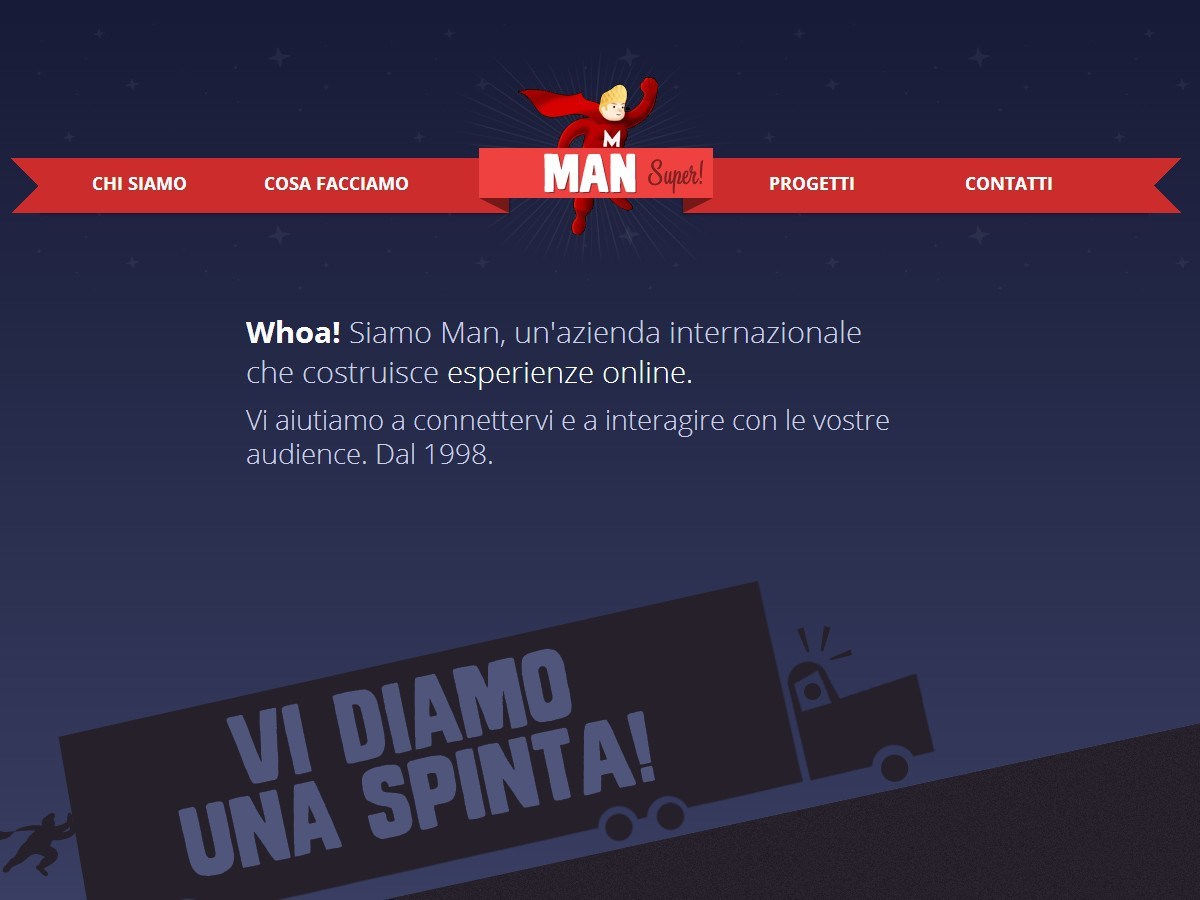 CHI SIAMO
COSA FACCIAMO
M
MAN Super!
PROGETTI
CONTATTI
Whoa! Siamo Man, un'azienda internazionale
che costruisce esperienze online.
Vi aiutiamo a connettervi e a interagire con le vostre
audience. Dal 1998.
VI DIAMO
UNA SPINTA!